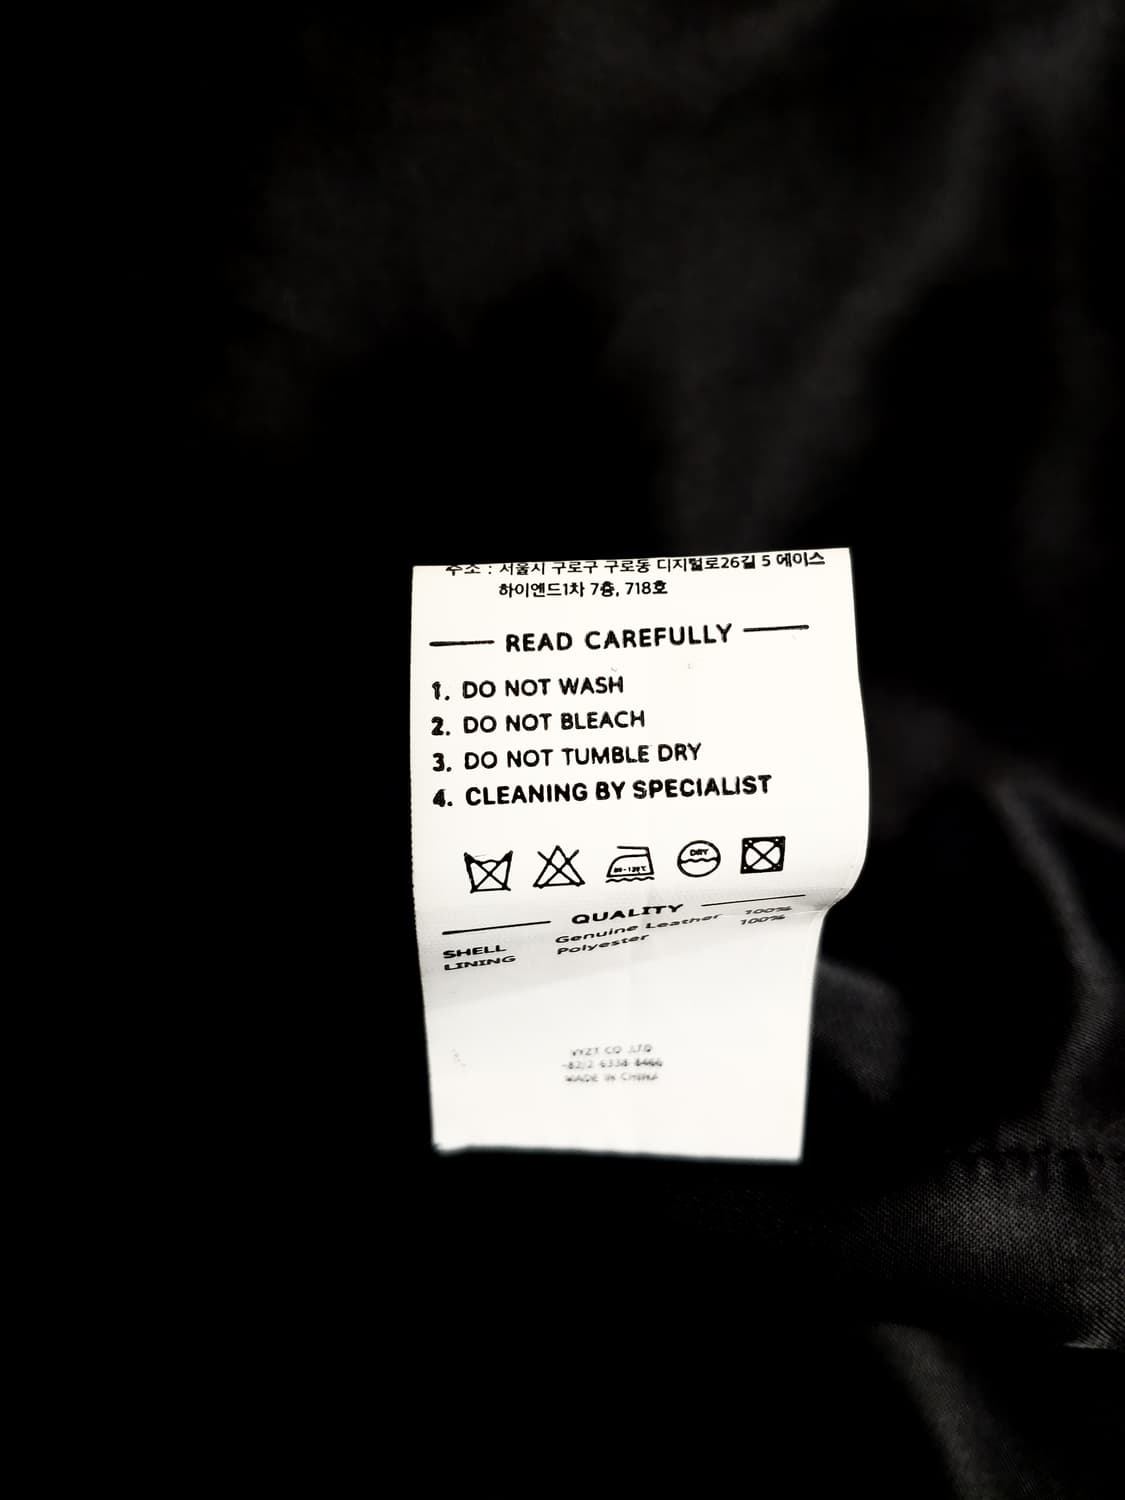 주소 : 서울시 구로구 구로동 디지털로26길 5 에이스
하이엔드1차 7층, 718호
READ CAREFULLY
1. DO NOT WASH
2. DO NOT BLEACH
3. DO NOT TUMBLE DRY
4. CLEANING BY SPECIALIST
DRY
QUALITY
SHELL Genuine Leather 100%
LINING Polyester 100%
CO .LTD
MADE IN CHINA